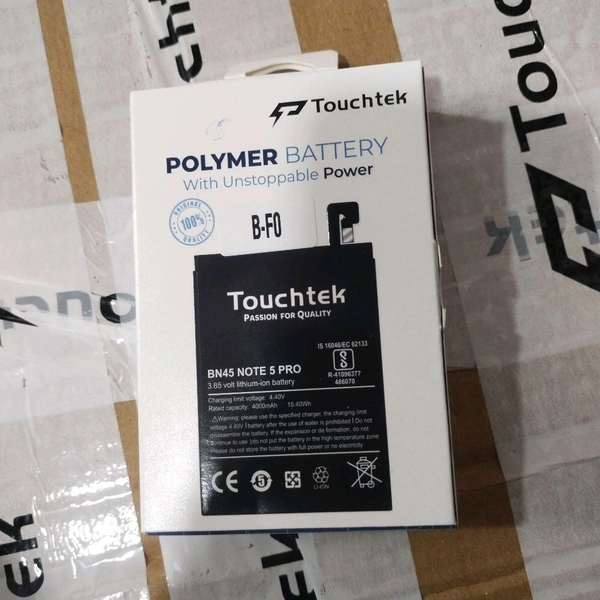 Touchtek
POLYMER BATTERY
With Unstoppable Power
ORIGINAL
100%
QUALITY
B-F0
Touchtek
PASSION FOR QUALITY
IS 16046/IEC 62133
BN45 NOTE 5 PRO
R-41096377
3.85 volt lithium-ion battery
486070
Charging limit voltage: 4.40V
Rated capacity: 4000mAh 15.40Wh
⚠Warning: please use the specified charger, the charging limit
voltage 4.40V | battery after the use of water is prohibited | Do not
disassemble the battery. If the expansion or de formation, do not
continue to use |do not put the battery in the high temperature zone
Please do not store the battery with full power or no electricity
CE
5
LI-ION
Touc